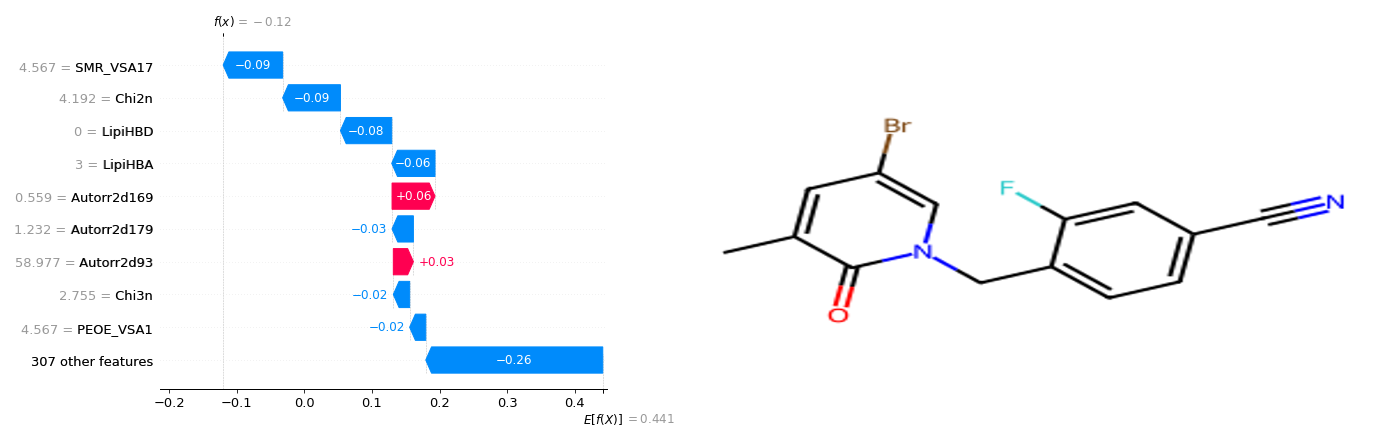 f(x) = −0.12
4.567 = SMR_VSA17
−0.09
4.192 = Chi2n
−0.09
0 = LipiHBD
−0.08
3 = LipiHBA
−0.06
0.559 = Autorr2d169
+0.06
1.232 = Autorr2d179
−0.03
58.977 = Autorr2d93
+0.03
2.755 = Chi3n
−0.02
4.567 = PEOE_VSA1
−0.02
307 other features
−0.26
−0.2 −0.1 0.0 0.1 0.2 0.3 0.4
E[f(X)] = 0.441
Br
F
N
N
O